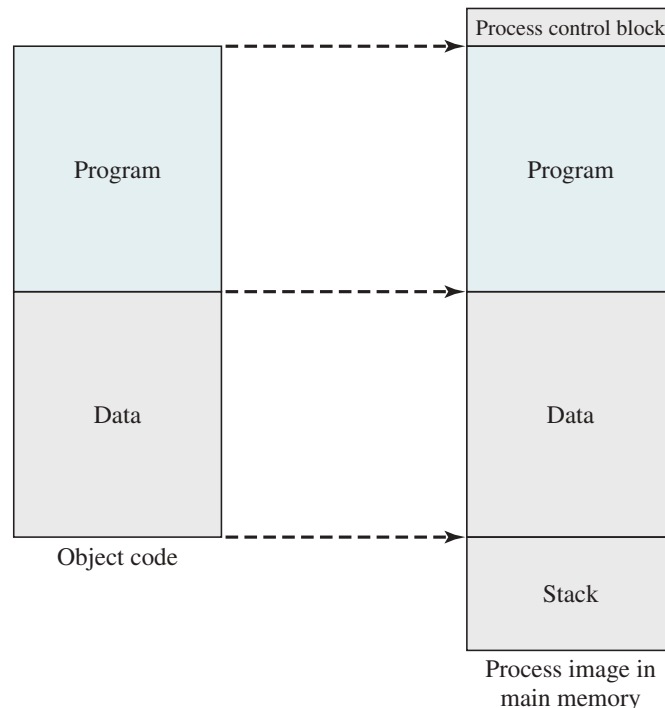 Process control block
Program
Program
Data
Data
Object code
Stack
Process image in
main memory